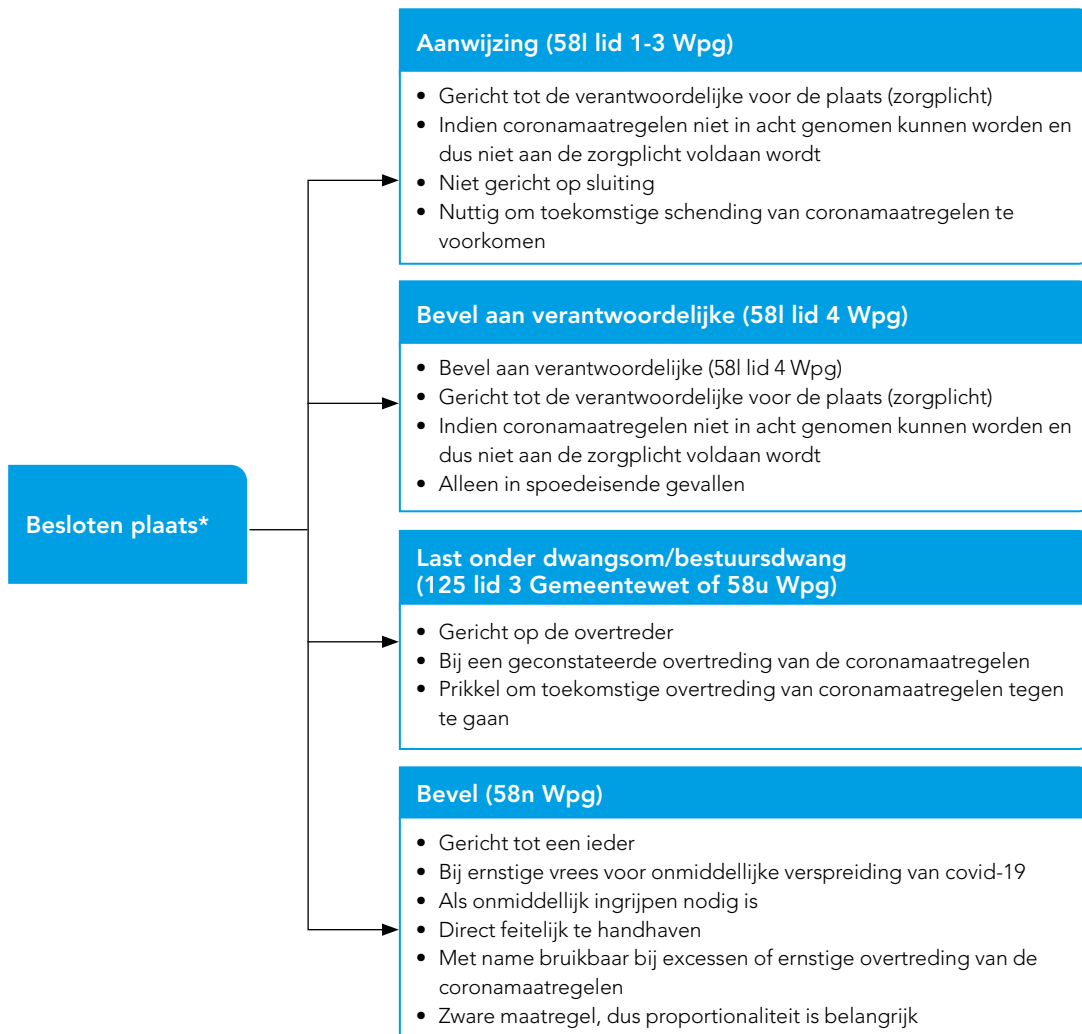 Aanwijzing (58l lid 1-3 Wpg)
• Gericht tot de verantwoordelijke voor de plaats (zorgplicht)
• Indien coronamaatregelen niet in acht genomen kunnen worden en
dus niet aan de zorgplicht voldaan wordt
• Niet gericht op sluiting
• Nuttig om toekomstige schending van coronamaatregelen te
voorkomen
Bevel aan verantwoordelijke (58l lid 4 Wpg)
• Bevel aan verantwoordelijke (58l lid 4 Wpg)
• Gericht tot de verantwoordelijke voor de plaats (zorgplicht)
• Indien coronamaatregelen niet in acht genomen kunnen worden en
dus niet aan de zorgplicht voldaan wordt
• Alleen in spoedeisende gevallen
Besloten plaats*
Last onder dwangsom/bestuursdwang
(125 lid 3 Gemeentewet of 58u Wpg)
• Gericht op de overtreder
• Bij een geconstateerde overtreding van de coronamaatregelen
• Prikkel om toekomstige overtreding van coronamaatregelen tegen
te gaan
Bevel (58n Wpg)
• Gericht tot een ieder
• Bij ernstige vrees voor onmiddellijke verspreiding van covid-19
• Als onmiddellijk ingrijpen nodig is
• Direct feitelijk te handhaven
• Met name bruikbaar bij excessen of ernstige overtreding van de
coronamaatregelen
• Zware maatregel, dus proportionaliteit is belangrijk